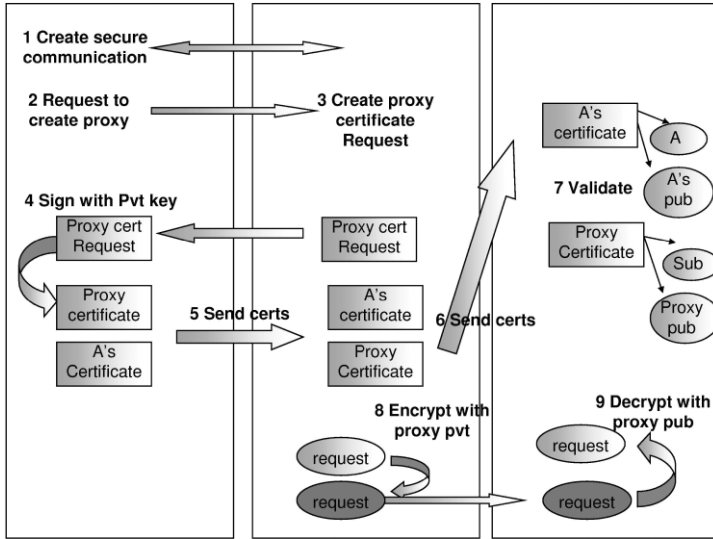 1 Create secure
communication
2 Request to
create proxy
3 Create proxy
certificate
Request
4 Sign with Pvt key
Proxy cert
Request
Proxy
certificate
A's
Certificate
Proxy cert
Request
5 Send certs
A's
certificate
Proxy
Certificate
6 Send certs
A's
certificate
A
7 Validate
A's
pub
Proxy
Certificate
Sub
Proxy
pub
8 Encrypt with
proxy pvt
request
request
9 Decrypt with
proxy pub
request
request